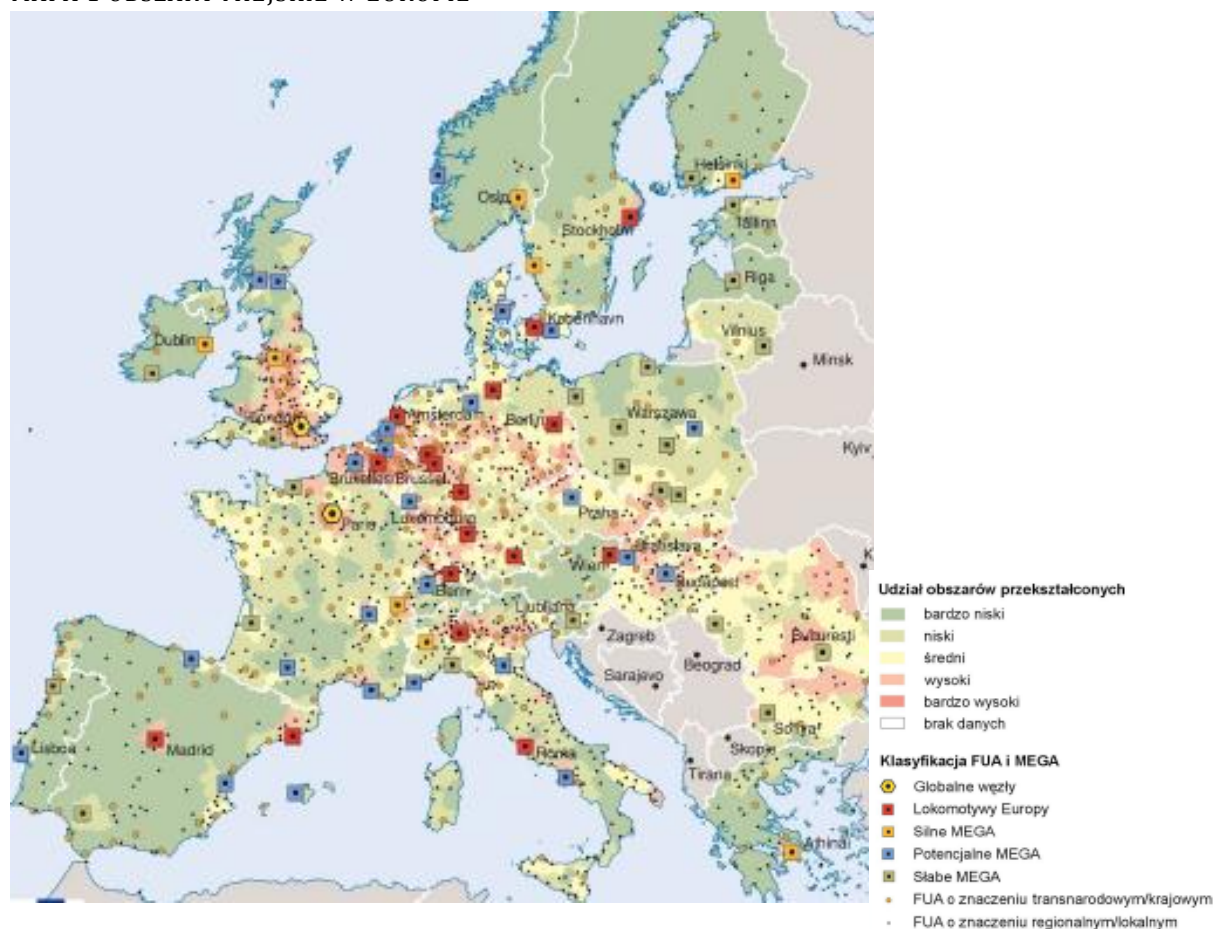 Helsinki
Oslo
Tallinn
Stockholm
Riga
København
Dublin
Vilnius
Minsk
London
Amsterdam
Berlin
Warszawa
Kyiv
Bruxelles/Brussel
Paris
Luxembourg
Praha
Wien
Bratislava
Budapest
Bern
Ljubljana
Zagreb
București
Beograd
Sarajevo
Lisboa
Madrid
Roma
Sofiya
Skopje
Tirana
Athinai
Udział obszarów przekształconych
bardzo niski
niski
średni
wysoki
bardzo wysoki
brak danych
Klasyfikacja FUA i MEGA
Globalne węzły
Lokomotywy Europy
Silne MEGA
Potencjalne MEGA
Słabe MEGA
FUA o znaczeniu transnarodowym/krajowym
FUA o znaczeniu regionalnym/lokalnym